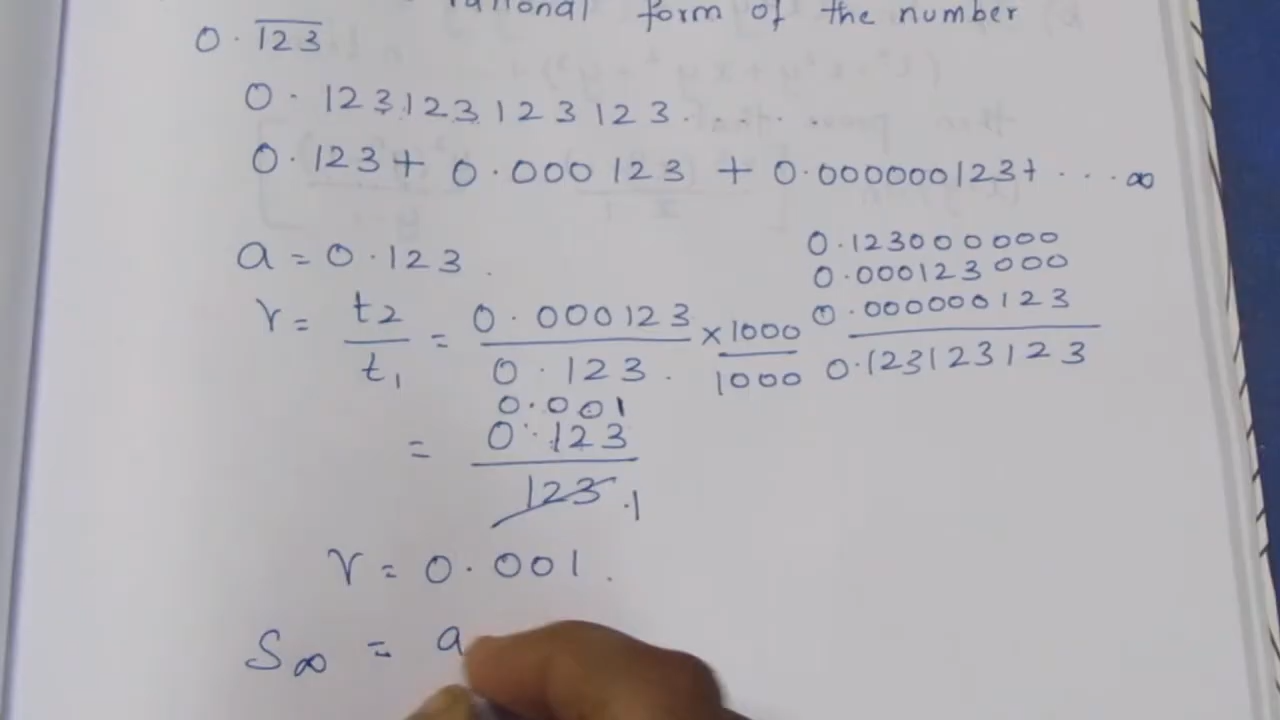 rational form of the number
0.‾123
0.123123123123......
0.123 + 0.000123 + 0.000000123 + ....∞
a = 0.123.
0.123000000
0.000123000
0.000000123
0.123123123
r = t2/t1 = 0.000123/0.123. × 1000/1000
0.001
= 0.123/123 .1
r = 0.001.
S∞ = a